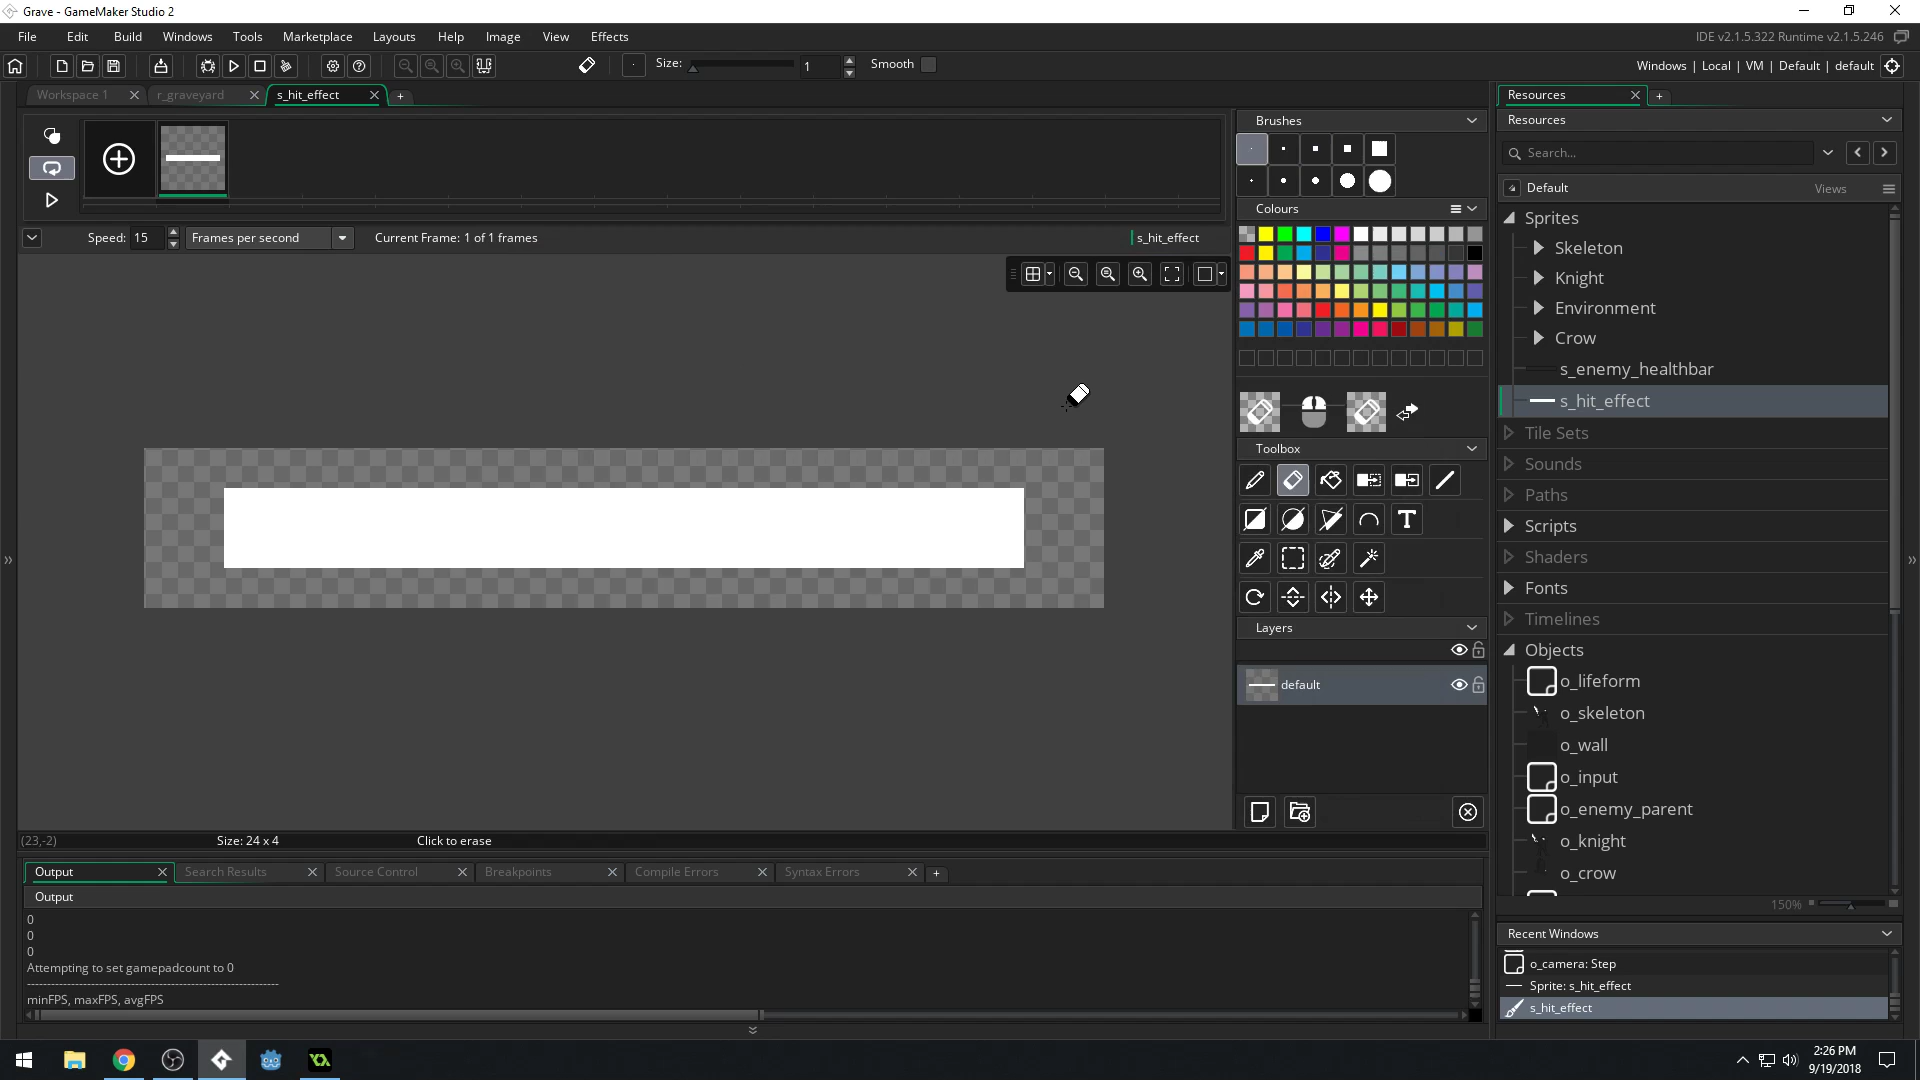 Grave - GameMaker Studio 2
File Edit Build Windows Tools Marketplace Layouts Help Image View Effects
IDE v2.1.5.322 Runtime v2.1.5.246
Size: 1 Smooth
Windows | Local | VM | Default | default
Workspace 1 r_graveyard s_hit_effect
Speed: 15 Frames per second Current Frame: 1 of 1 frames s_hit_effect
Brushes
Colours
Toolbox
Layers
default
(23,-2) Size: 24 x 4 Click to erase
Output Search Results Source Control Breakpoints Compile Errors Syntax Errors
Output
0
0
0
Attempting to set gamepadcount to 0
------------------------------------------------------------
minFPS, maxFPS, avgFPS
Resources
Resources
Search...
Default Views
Sprites
Skeleton
Knight
Environment
Crow
s_enemy_healthbar
s_hit_effect
Tile Sets
Sounds
Paths
Scripts
Shaders
Fonts
Timelines
Objects
o_lifeform
o_skeleton
o_wall
o_input
o_enemy_parent
o_knight
o_crow
150%
Recent Windows
o_camera: Step
Sprite: s_hit_effect
s_hit_effect
2:26 PM
9/19/2018